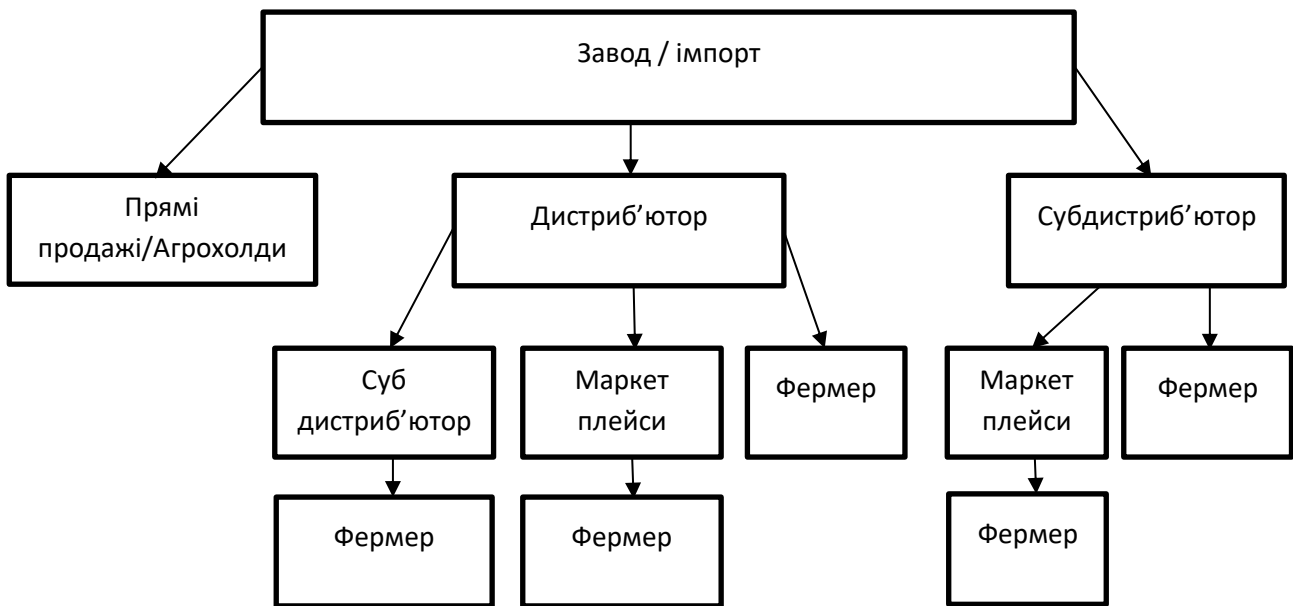 Завод / імпорт
Прямі
продажі/Агрохолди
Дистриб’ютор
Субдистриб’ютор
Суб
дистриб’ютор
Маркет
плейси
Фермер
Маркет
плейси
Фермер
Фермер
Фермер
Фермер